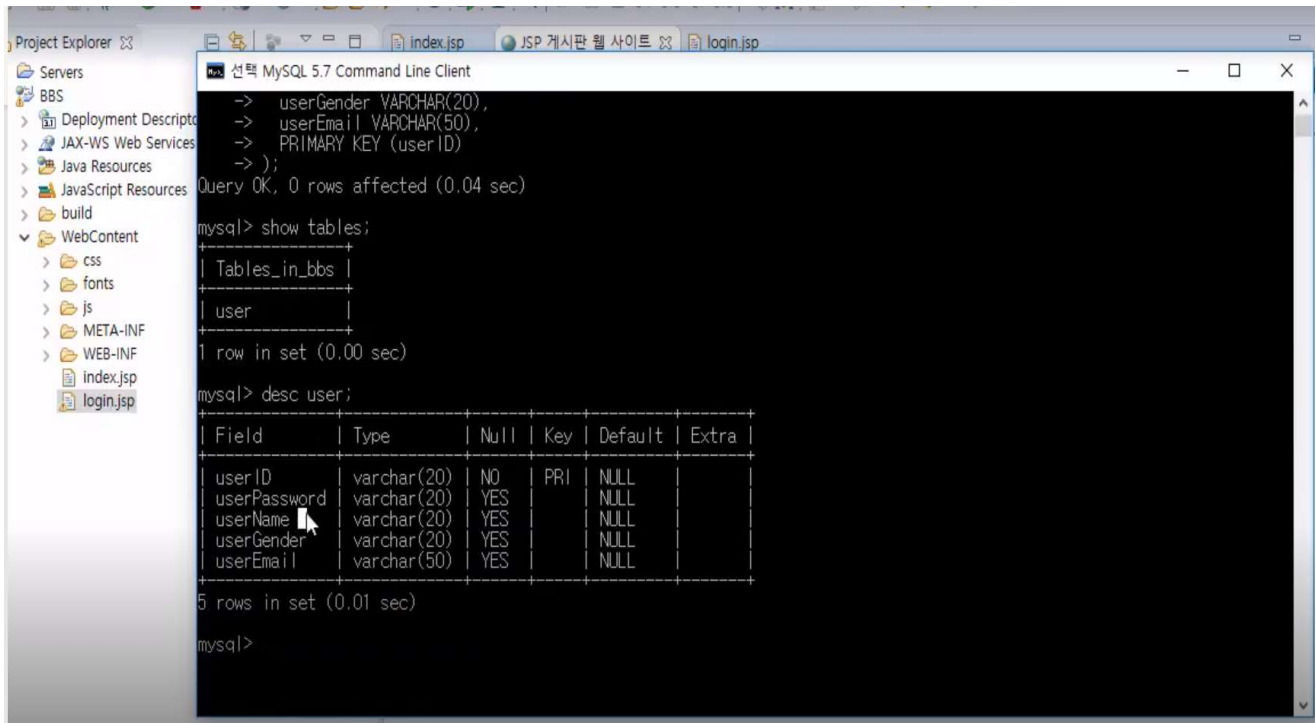 Project Explorer
index.jsp
JSP 게시판 웹 사이트
login.jsp
Servers
BBS
Deployment Descripto
JAX-WS Web Services
Java Resources
JavaScript Resources
build
WebContent
css
fonts
js
META-INF
WEB-INF
index.jsp
login.jsp
선택 MySQL 5.7 Command Line Client
-> userGender VARCHAR(20),
-> userEmail VARCHAR(50),
-> PRIMARY KEY (userID)
-> );
Query OK, 0 rows affected (0.04 sec)
mysql> show tables;
+---------------+
| Tables_in_bbs |
+---------------+
| user          |
+---------------+
1 row in set (0.00 sec)
mysql> desc user;
+--------------+-------------+------+-----+---------+-------+
| Field        | Type        | Null | Key | Default | Extra |
+--------------+-------------+------+-----+---------+-------+
| userID       | varchar(20) | NO   | PRI | NULL    |       |
| userPassword | varchar(20) | YES  |     | NULL    |       |
| userName     | varchar(20) | YES  |     | NULL    |       |
| userGender   | varchar(20) | YES  |     | NULL    |       |
| userEmail    | varchar(50) | YES  |     | NULL    |       |
+--------------+-------------+------+-----+---------+-------+
5 rows in set (0.01 sec)
mysql>